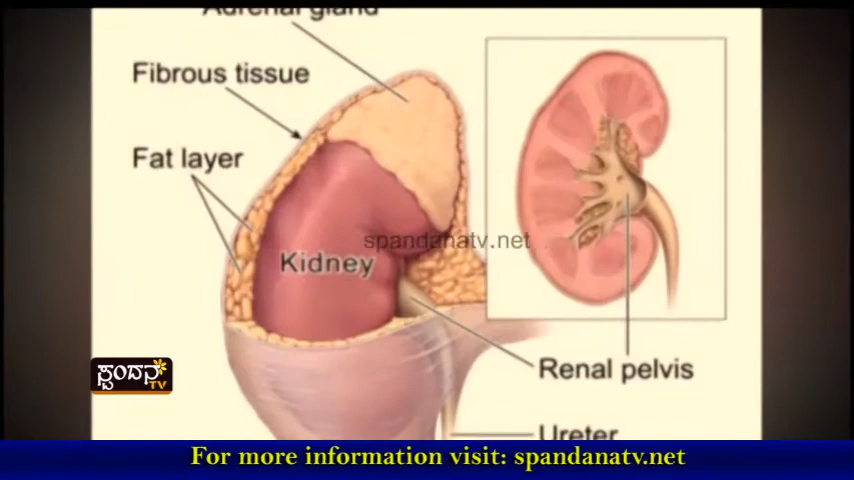 Adrenal gland
Fibrous tissue
Fat layer
spandanatv.net
Kidney
Renal pelvis
ಸ್ಪಂದನ
TV
Ureter
For more information visit: spandanatv.net